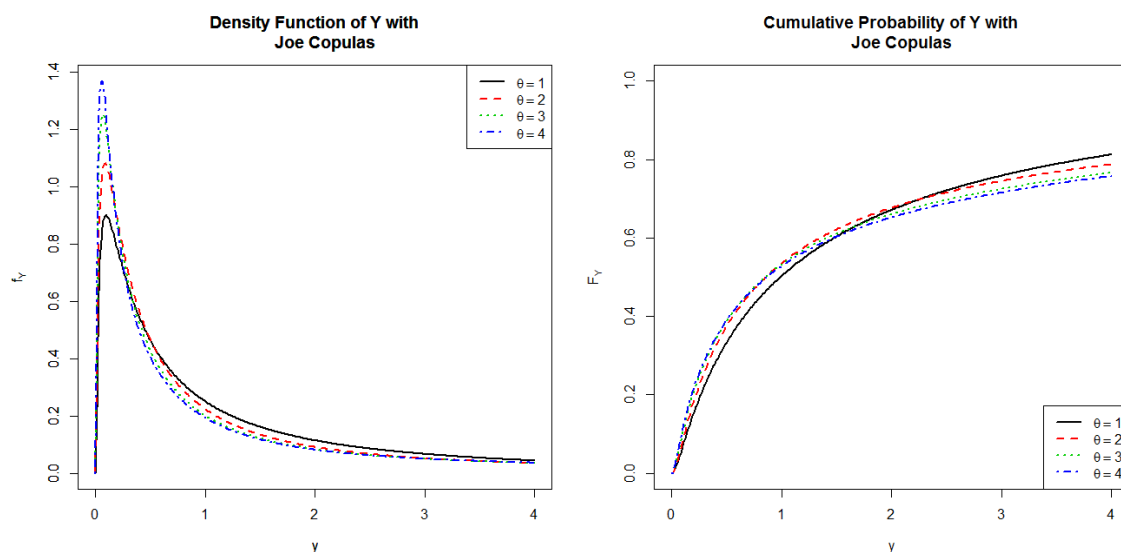 Density Function of Y with
Joe Copulas
1.4
1.2
1.0
0.8
0.6
0.4
0.2
0.0
f_Y
θ = 1
θ = 2
θ = 3
θ = 4
0 1 2 3 4
y
Cumulative Probability of Y with
Joe Copulas
1.0
0.8
0.6
0.4
0.2
0.0
F_Y
θ = 1
θ = 2
θ = 3
θ = 4
0 1 2 3 4
y